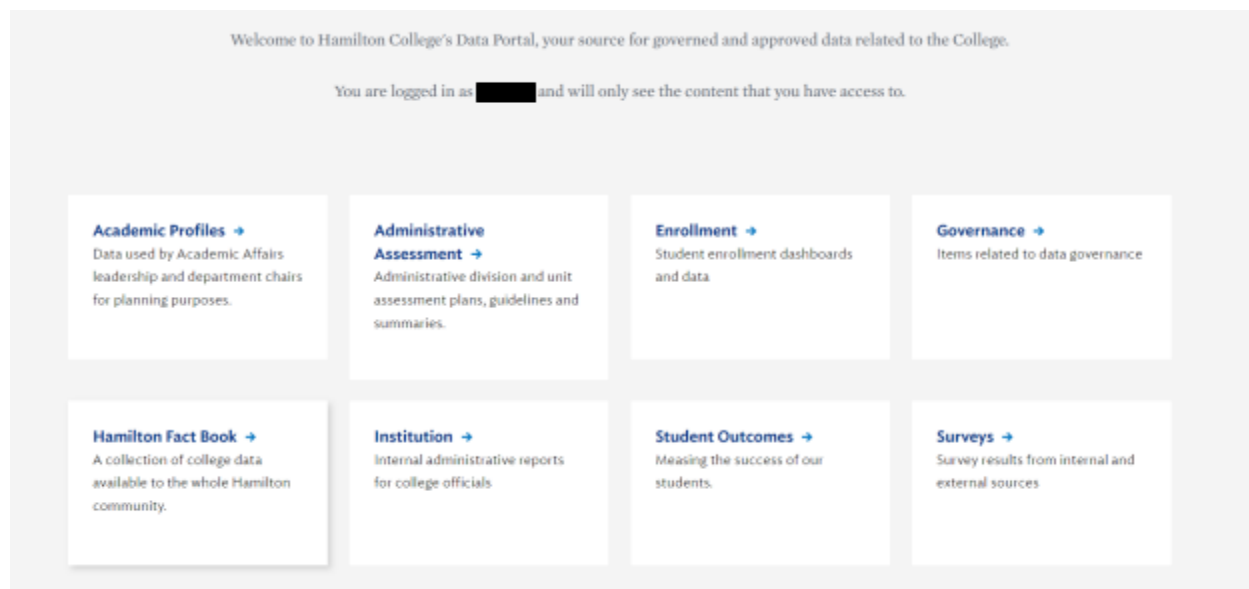 Welcome to Hamilton College's Data Portal, your source for governed and approved data related to the College.
You are logged in as and will only see the content that you have access to.
Academic Profiles →
Data used by Academic Affairs
leadership and department chairs
for planning purposes.
Administrative
Assessment →
Administrative division and unit
assessment plans, guidelines and
summaries.
Enrollment →
Student enrollment dashboards
and data
Governance →
Items related to data governance
Hamilton Fact Book →
A collection of college data
available to the whole Hamilton
community.
Institution →
Internal administrative reports
for college officials
Student Outcomes →
Measing the success of our
students.
Surveys →
Survey results from internal and
external sources